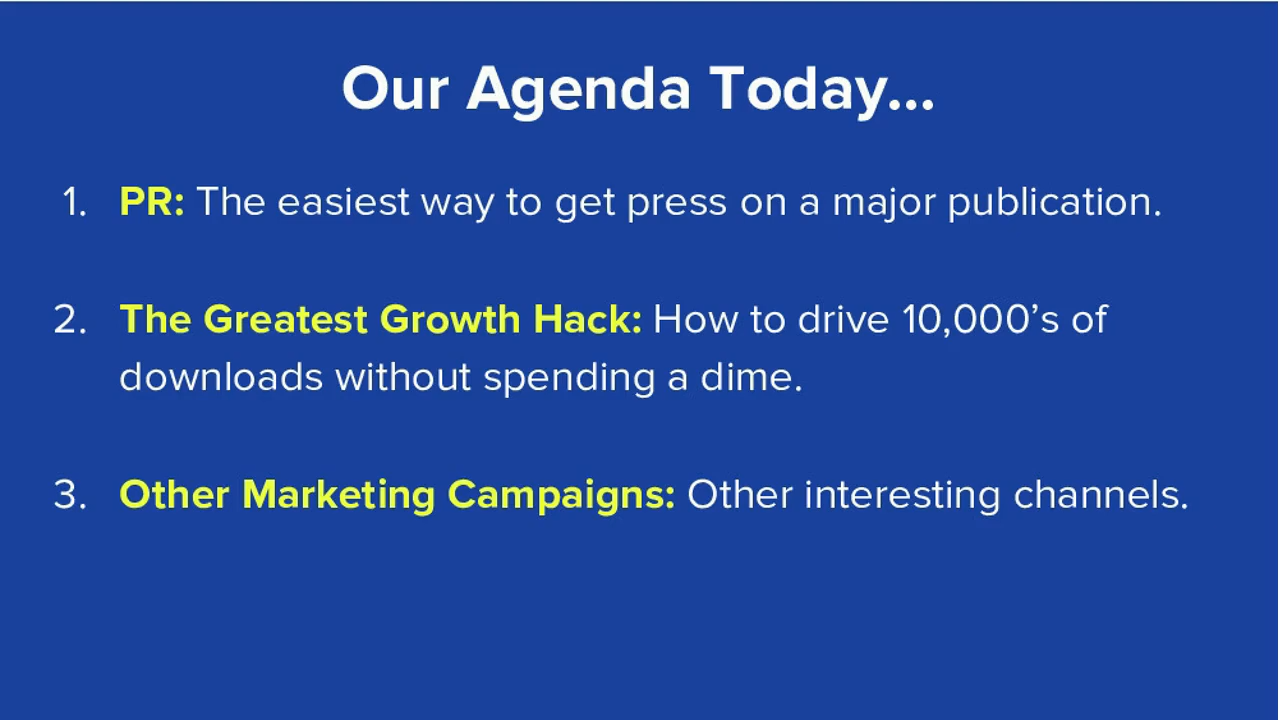 Our Agenda Today...
1. PR: The easiest way to get press on a major publication.
2. The Greatest Growth Hack: How to drive 10,000’s of
downloads without spending a dime.
3. Other Marketing Campaigns: Other interesting channels.